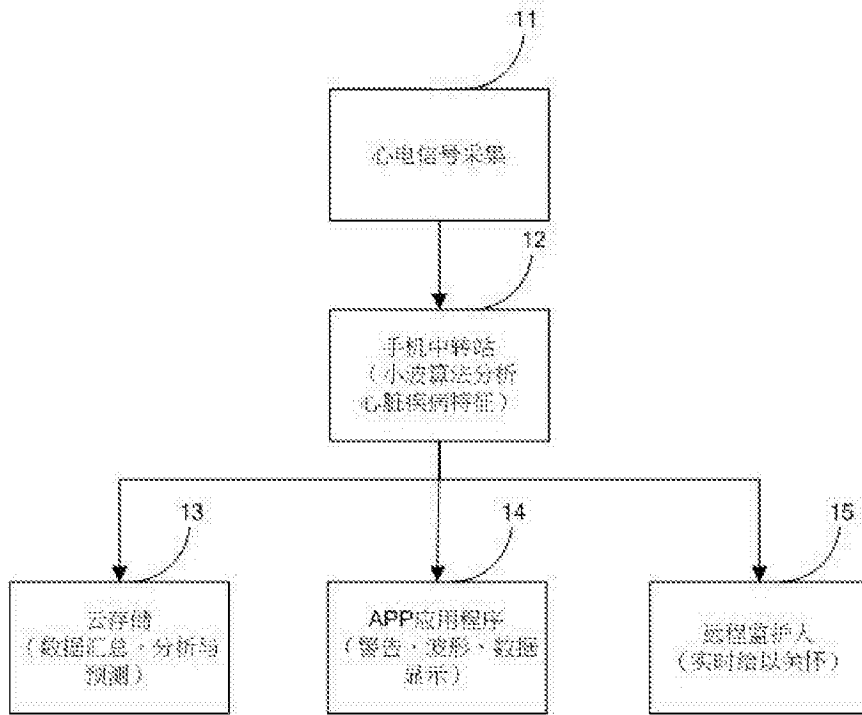 11
心电信号采集
12
手机中转站
（小波算法分析
心脏疾病特征）
13
14
15
云存储
（数据汇总、分析与
预测）
APP应用程序
（警告、波形、数据
显示）
远程监护人
（实时给以关怀）